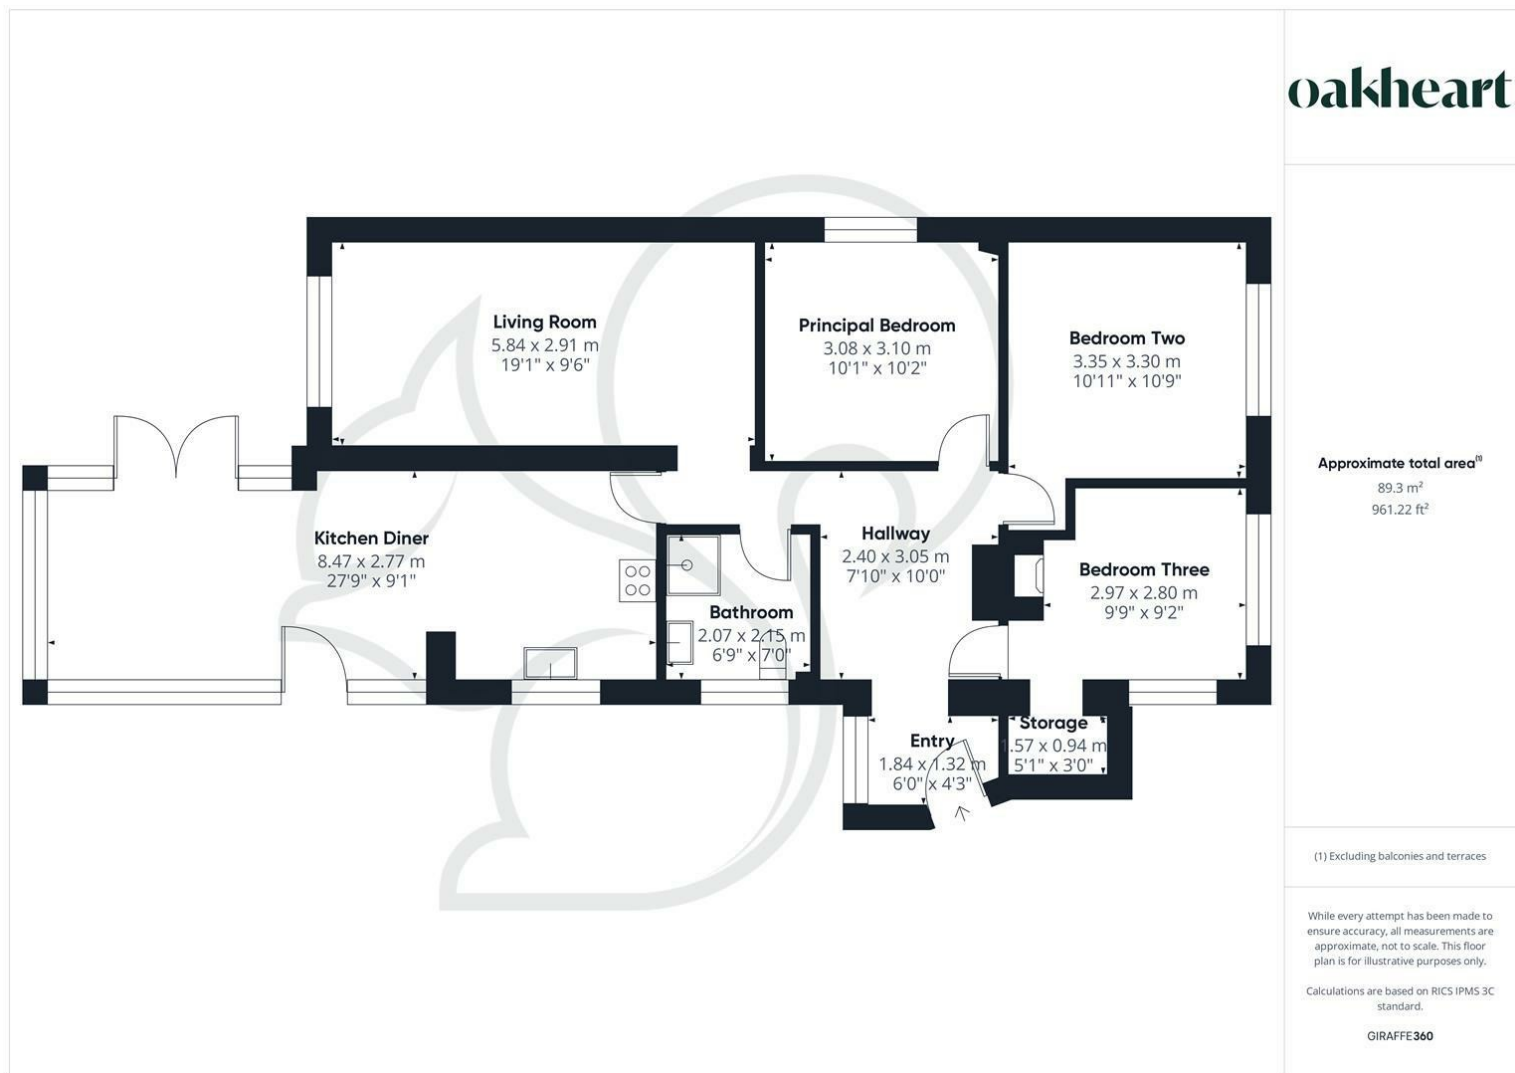 oakheart
Living Room
5.84 x 2.91 m
19'1" x 9'6"
Principal Bedroom
3.08 x 3.10 m
10'1" x 10'2"
Bedroom Two
3.35 x 3.30 m
10'11" x 10'9"
Kitchen Diner
8.47 x 2.77 m
27'9" x 9'1"
Hallway
2.40 x 3.05 m
7'10" x 10'0"
Bedroom Three
2.97 x 2.80 m
9'9" x 9'2"
Bathroom
2.07 x 2.15 m
6'9" x 7'0"
Entry
1.84 x 1.32 m
6'0" x 4'3"
Storage
1.57 x 0.94 m
5'1" x 3'0"
Approximate total area⁽¹⁾
89.3 m²
961.22 ft²
(1) Excluding balconies and terraces
While every attempt has been made to
ensure accuracy, all measurements are
approximate, not to scale. This floor
plan is for illustrative purposes only.
Calculations are based on RICS IPMS 3C
standard.
GIRAFFE360